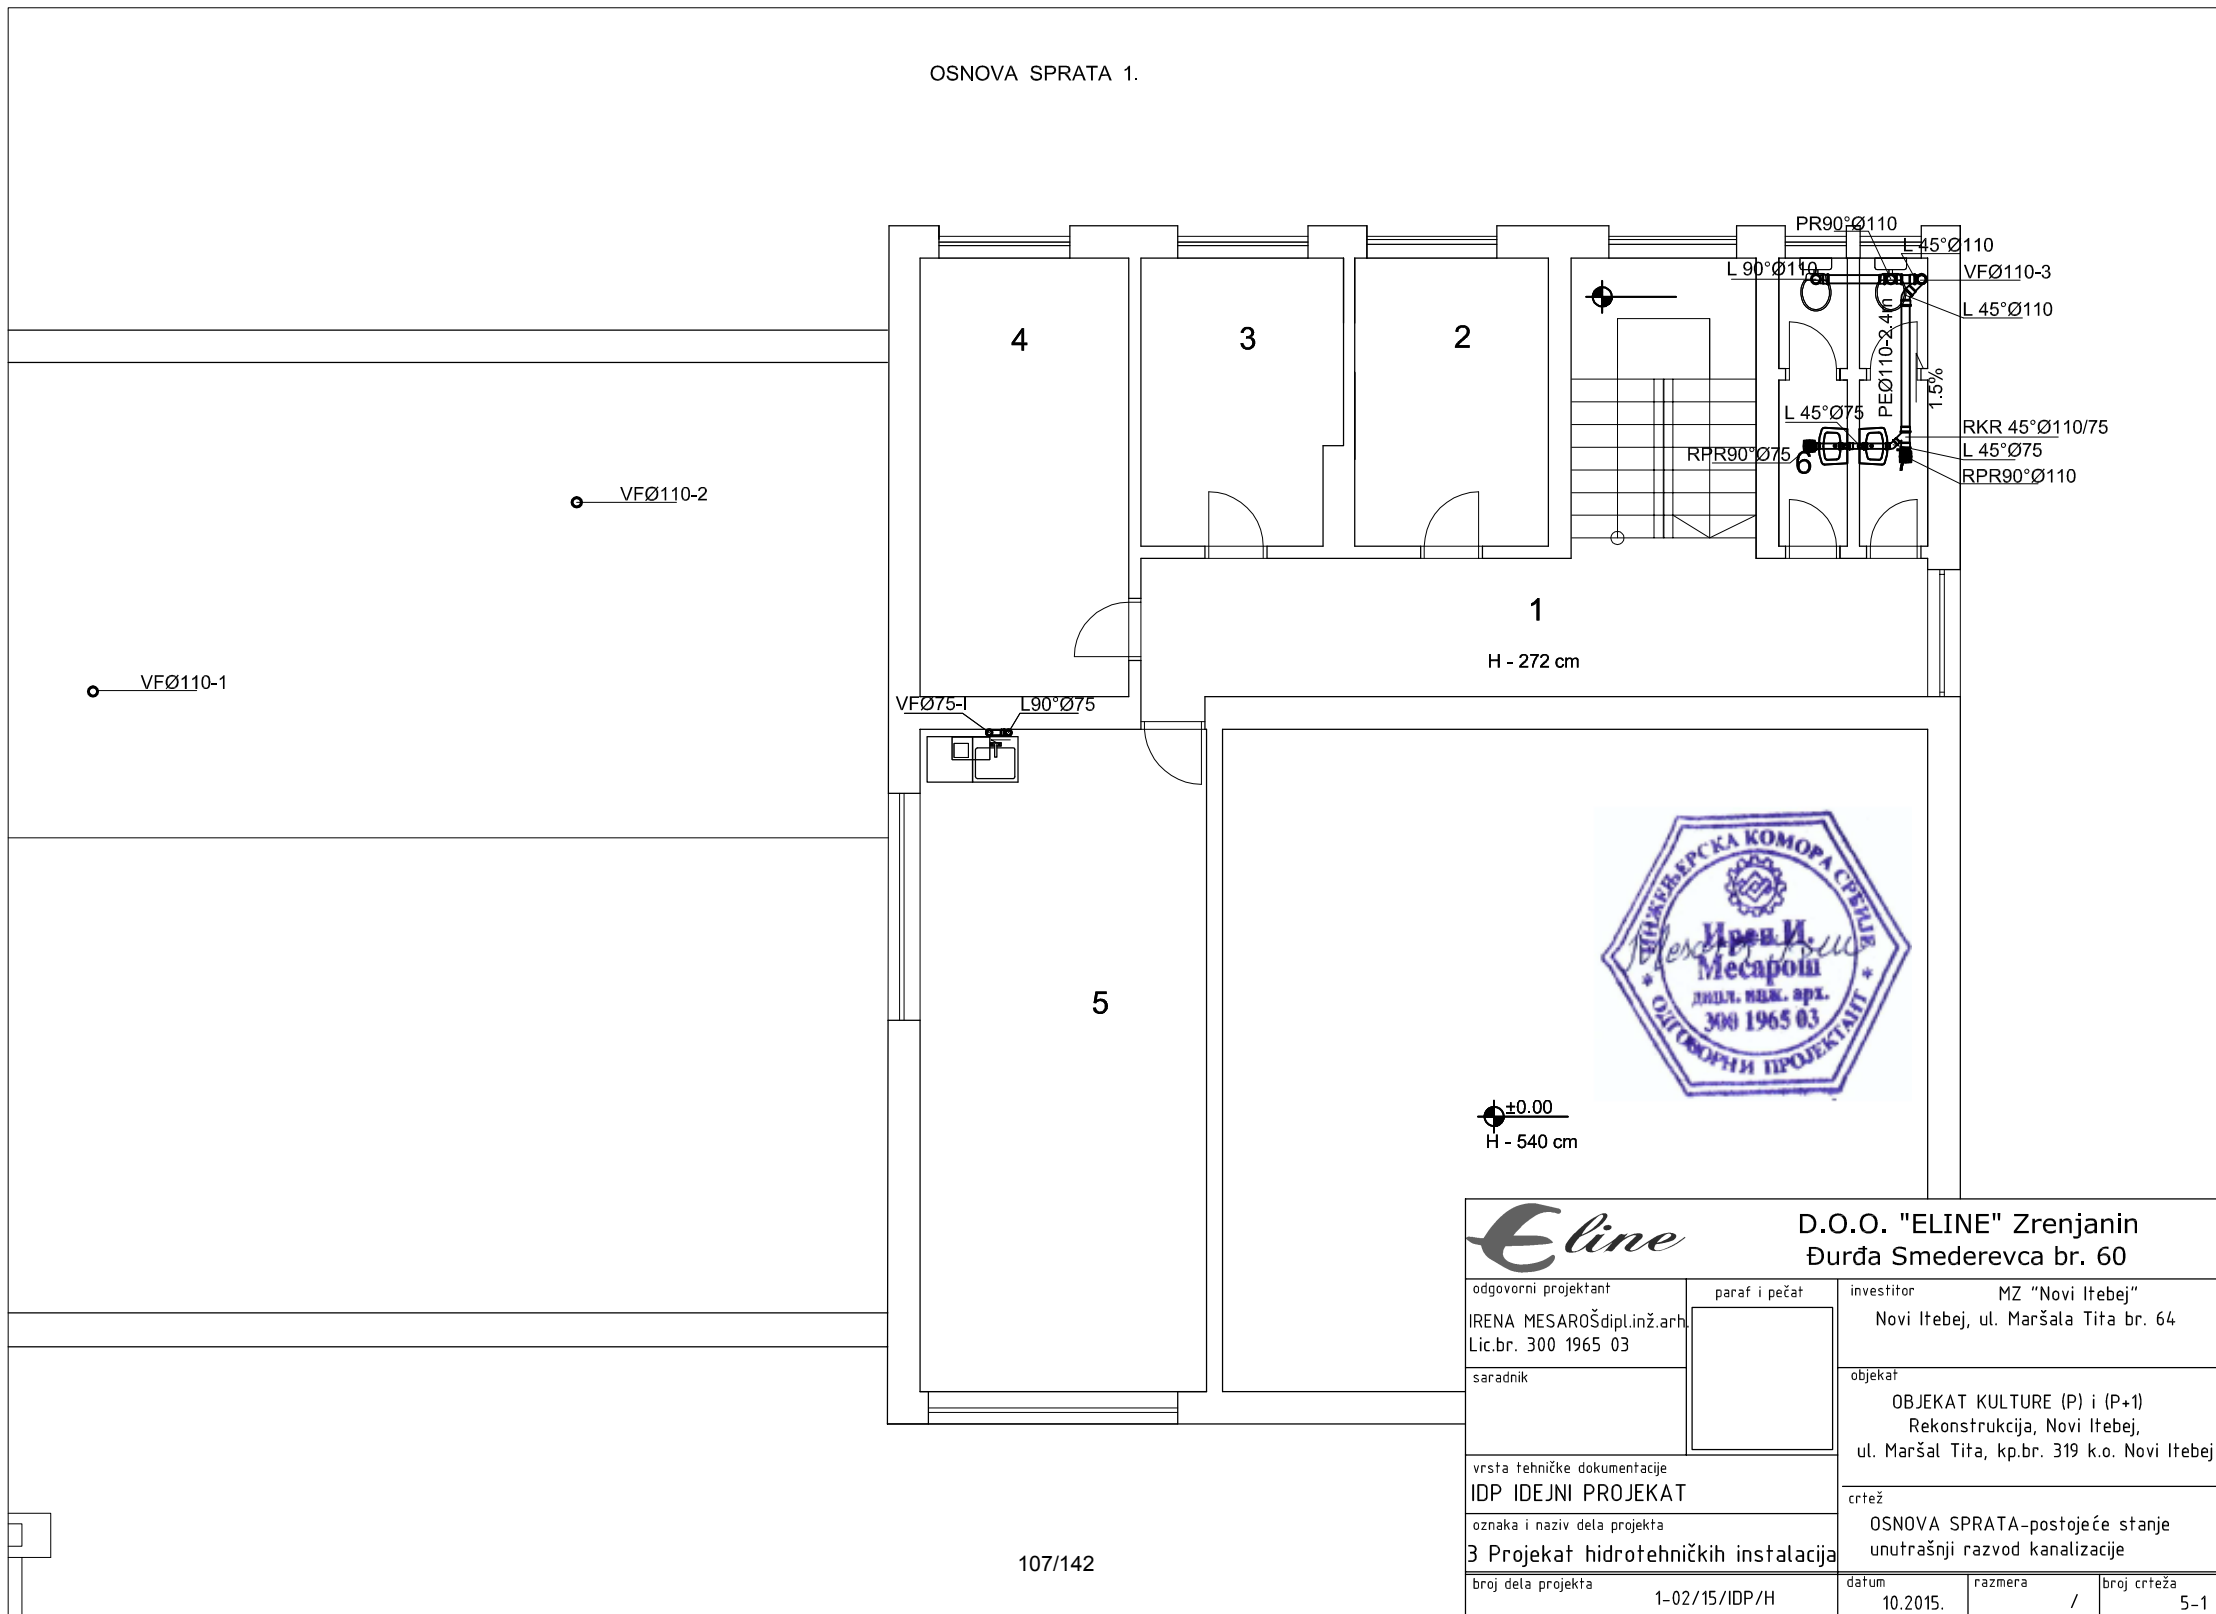 OSNOVA SPRATA 1.
PR90°Ø110
L 45°Ø110
L 90°Ø110
VFØ110-3
L 45°Ø110
4
3
2
PEØ110-2.4m
1.5%
L 45°Ø75
RKR 45°Ø110/75
RPR90°Ø75
6
L 45°Ø75
RPR90°Ø110
VFØ110-2
1
H - 272 cm
VFØ110-1
VFØ75-I
L90°Ø75
ИНЖЕЊЕРСКА КОМОРА СРБИЈЕ
Ирен И.
Месарош
дипл. инж. арх.
300 1965 03
ОДГОВОРНИ ПРОЈЕКТАНТ
5
±0.00
H - 540 cm
Eline
D.O.O. "ELINE" Zrenjanin
Đurđa Smederevca br. 60
odgovorni projektant
IRENA MESAROŠdipl.inž.arh.
Lic.br. 300 1965 03
paraf i pečat
investitor MZ "Novi Itebej"
Novi Itebej, ul. Maršala Tita br. 64
saradnik
objekat
OBJEKAT KULTURE (P) i (P+1)
Rekonstrukcija, Novi Itebej,
ul. Maršal Tita, kp.br. 319 k.o. Novi Itebej
vrsta tehničke dokumentacije
IDP IDEJNI PROJEKAT
crtež
OSNOVA SPRATA-postojeće stanje
unutrašnji razvod kanalizacije
oznaka i naziv dela projekta
3 Projekat hidrotehničkih instalacija
broj dela projekta 1-02/15/IDP/H
datum 10.2015.
razmera /
broj crteža 5-1
107/142